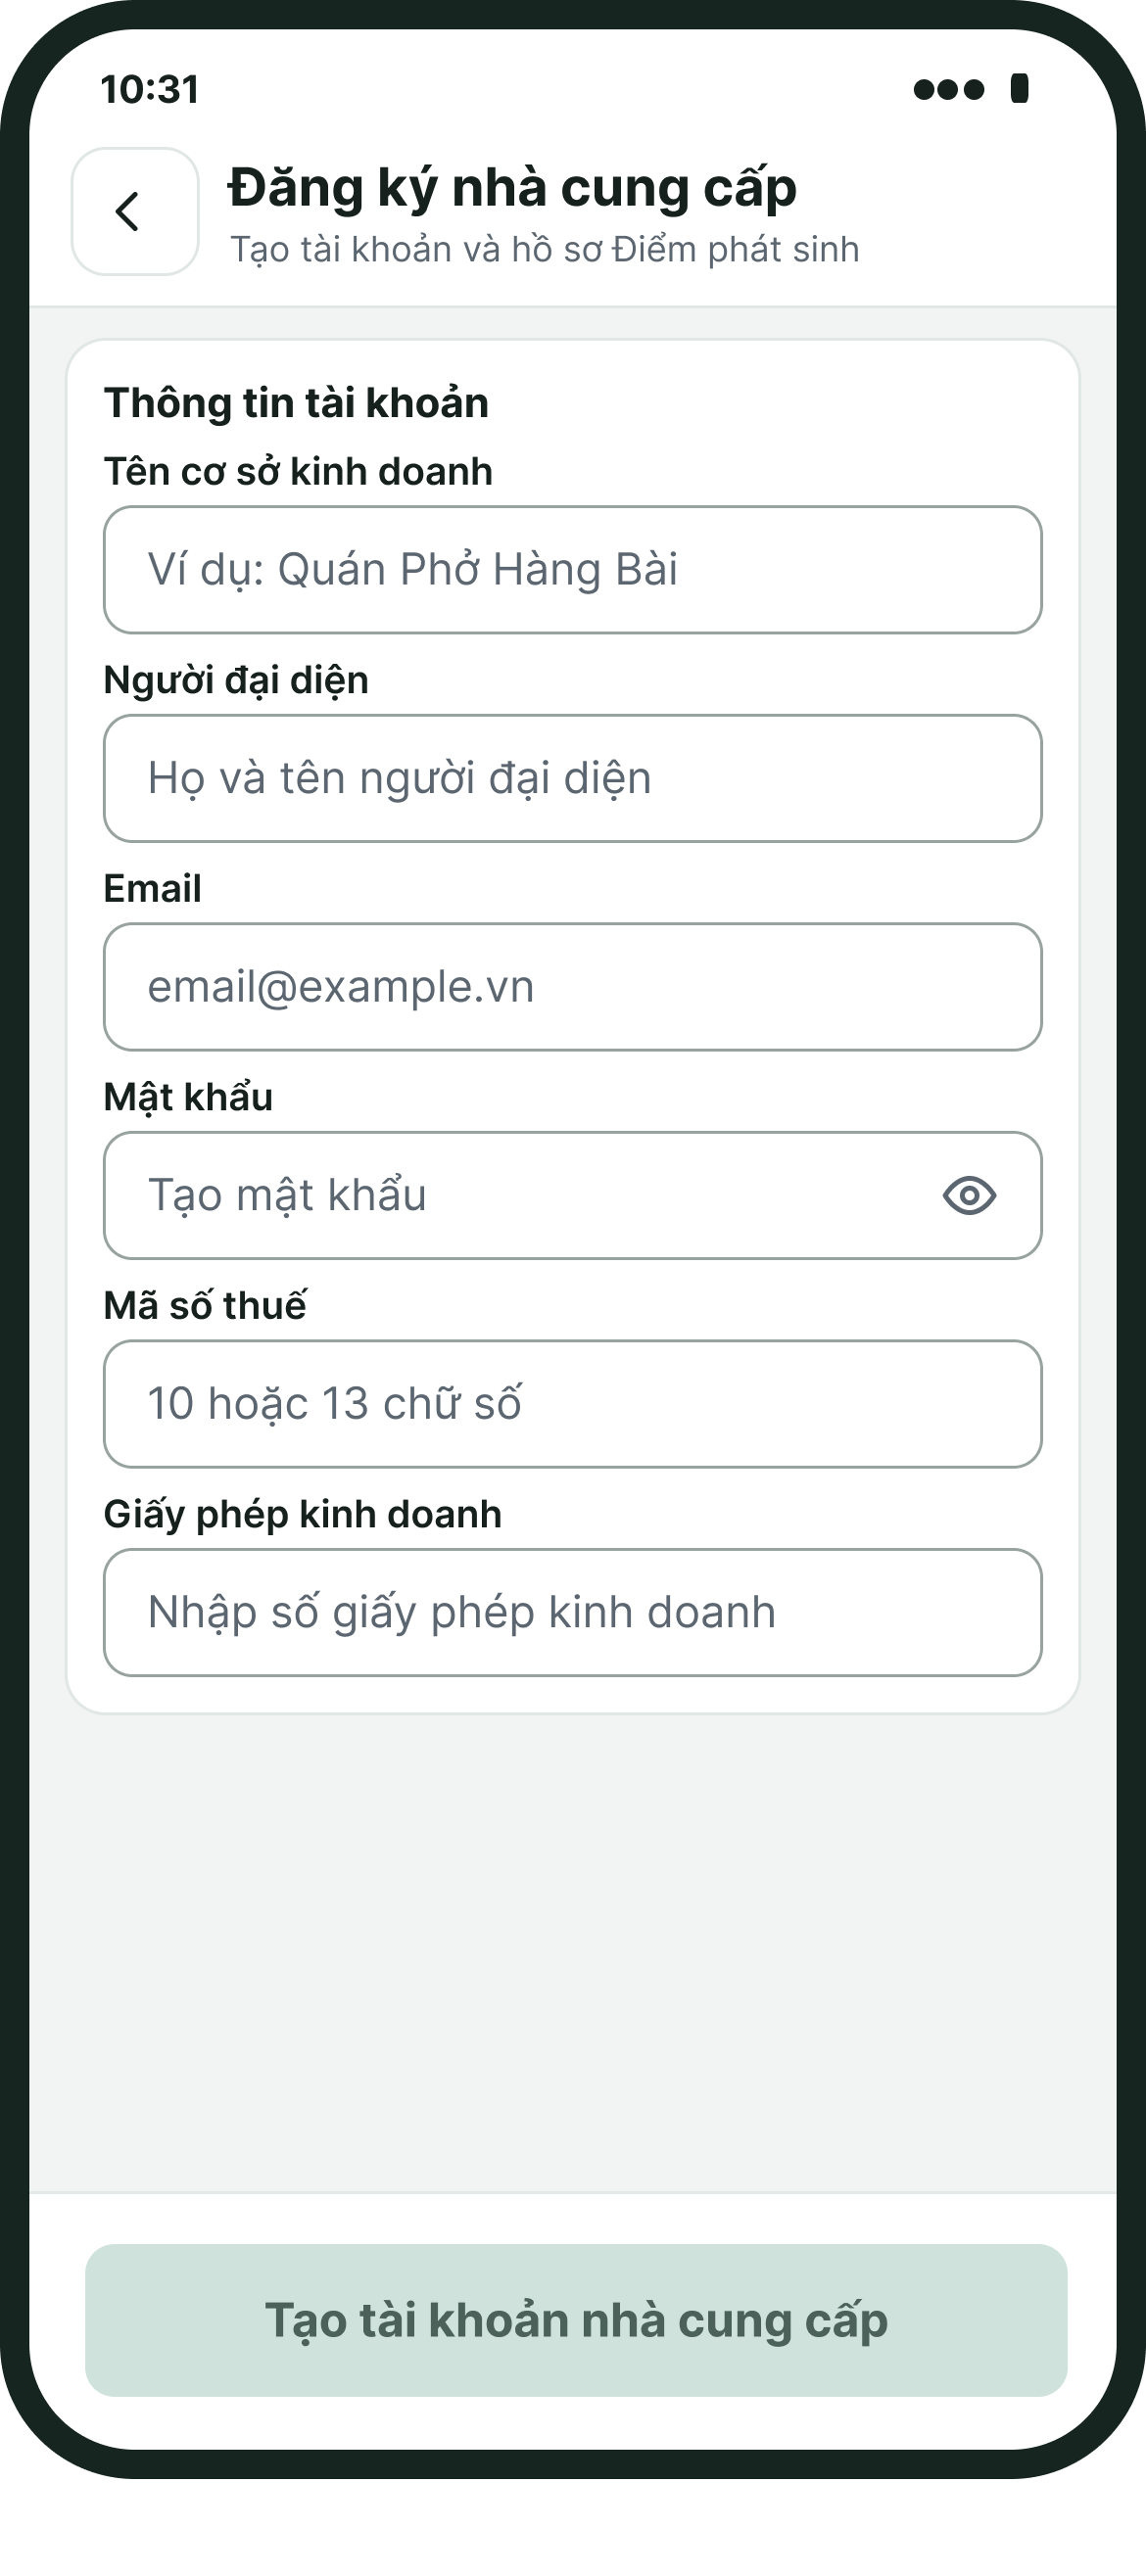 10:31
Đăng ký nhà cung cấp
Tạo tài khoản và hồ sơ Điểm phát sinh
Thông tin tài khoản
Tên cơ sở kinh doanh
Ví dụ: Quán Phở Hàng Bài
Người đại diện
Họ và tên người đại diện
Email
email@example.vn
Mật khẩu
Tạo mật khẩu
Mã số thuế
10 hoặc 13 chữ số
Giấy phép kinh doanh
Nhập số giấy phép kinh doanh
Tạo tài khoản nhà cung cấp